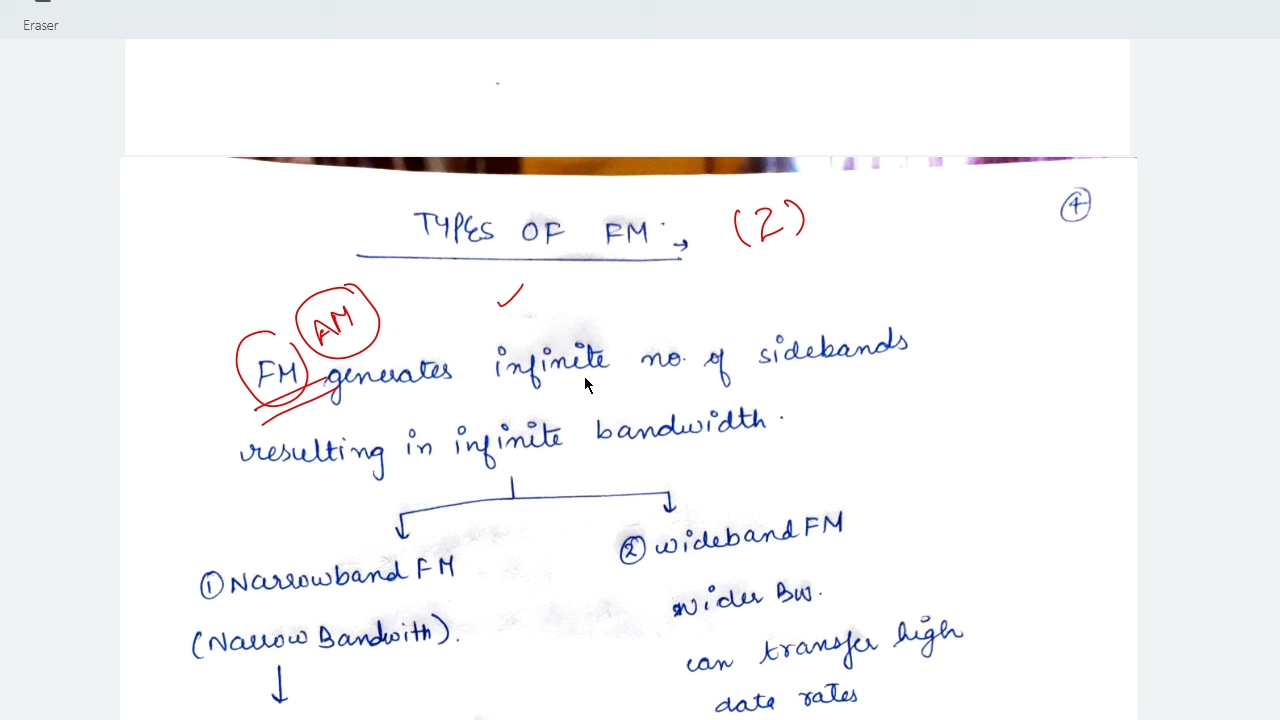 Eraser
TYPES OF FM :→ (2)
4
AM
FM generates infinite no. of sidebands
resulting in infinite bandwidth.
① Narrowband FM
② wideband FM
(Narrow Bandwith).
wider BW.
can transfer high
date rates